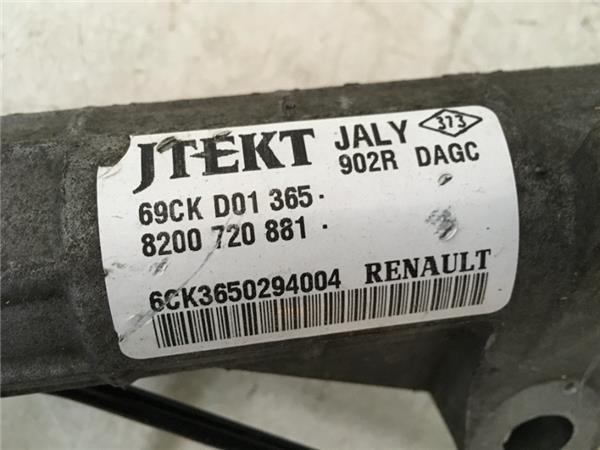 JTEKT JALY 373
902R DAGC
69CK D01 365
8200 720 881
6CK3650294004 RENAULT